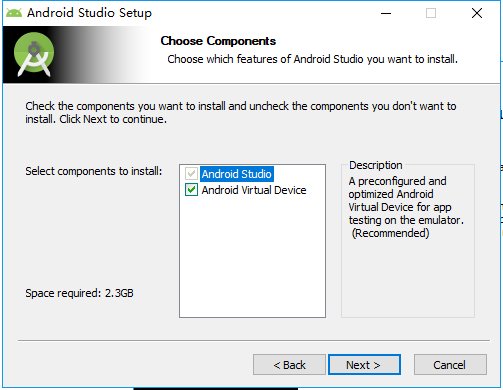 Android Studio Setup
Choose Components
Choose which features of Android Studio you want to install.
Check the components you want to install and uncheck the components you don't want to
install. Click Next to continue.
Select components to install:
Android Studio
Android Virtual Device
Description
A preconfigured and
optimized Android
Virtual Device for app
testing on the emulator.
(Recommended)
Space required: 2.3GB
< Back
Next >
Cancel